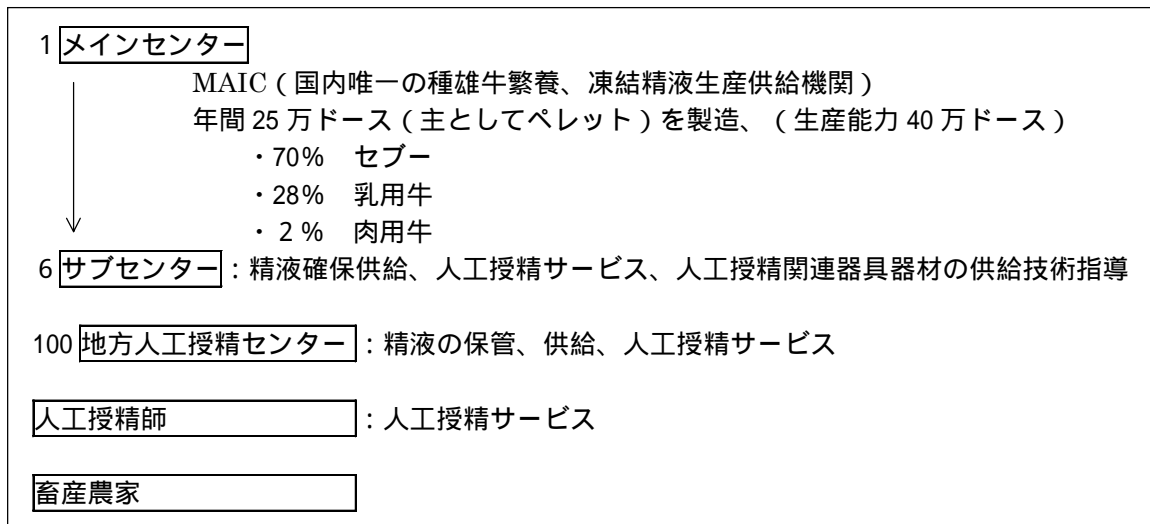 1 メインセンター
MAIC(国内唯一の種雄牛繁養、凍結精液生産供給機関)
年間 25 万ドース(主としてペレット)を製造、(生産能力 40 万ドース)
・70% セブー
・28% 乳用牛
・ 2 % 肉用牛
6 サブセンター:精液確保供給、人工授精サービス、人工授精関連器具器材の供給技術指導
100 地方人工授精センター:精液の保管、供給、人工授精サービス
人工授精師:人工授精サービス
畜産農家